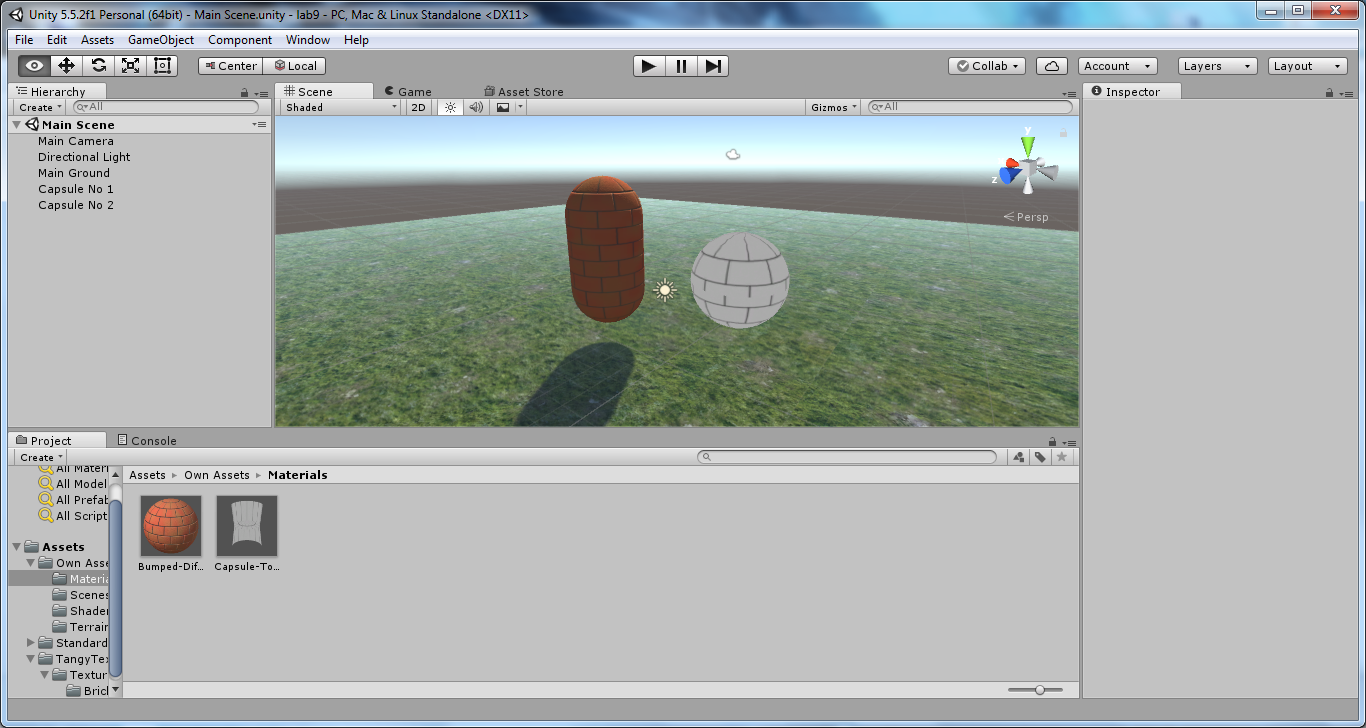 Unity 5.5.2f1 Personal (64bit) - Main Scene.unity - lab9 - PC, Mac & Linux Standalone <DX11>
File Edit Assets GameObject Component Window Help
Center Local Collab Account Layers Layout
Hierarchy
Create All
Main Scene
Main Camera
Directional Light
Main Ground
Capsule No 1
Capsule No 2
Scene Game Asset Store
Shaded 2D Gizmos All
y
z
Persp
Inspector
Project Console
Create
All Model
All Prefab
All Script
Assets
Own Asse
Materia
Scenes
Shader
Terrain
Standard
TangyTex
Textur
Brick
Assets Own Assets Materials
Bumped-Dif... Capsule-To...